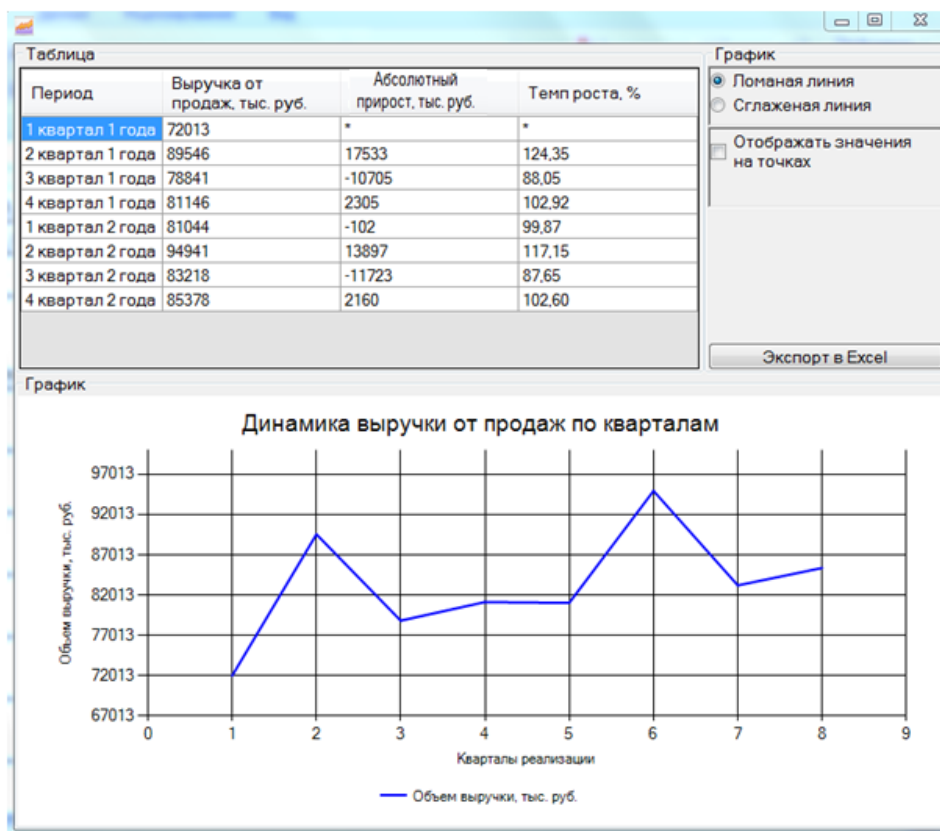 Таблица
Период
Выручка от
продаж, тыс. руб.
Абсолютный
прирост, тыс. руб.
Темп роста, %
1 квартал 1 года 72013 * *
2 квартал 1 года 89546 17533 124,35
3 квартал 1 года 78841 -10705 88,05
4 квартал 1 года 81146 2305 102,92
1 квартал 2 года 81044 -102 99,87
2 квартал 2 года 94941 13897 117,15
3 квартал 2 года 83218 -11723 87,65
4 квартал 2 года 85378 2160 102,60
График
Ломаная линия
Сглаженая линия
Отображать значения
на точках
Экспорт в Excel
График
Динамика выручки от продаж по кварталам
Объем выручки, тыс. руб.
97013
92013
87013
82013
77013
72013
67013
0 1 2 3 4 5 6 7 8 9
Кварталы реализации
Объем выручки, тыс. руб.